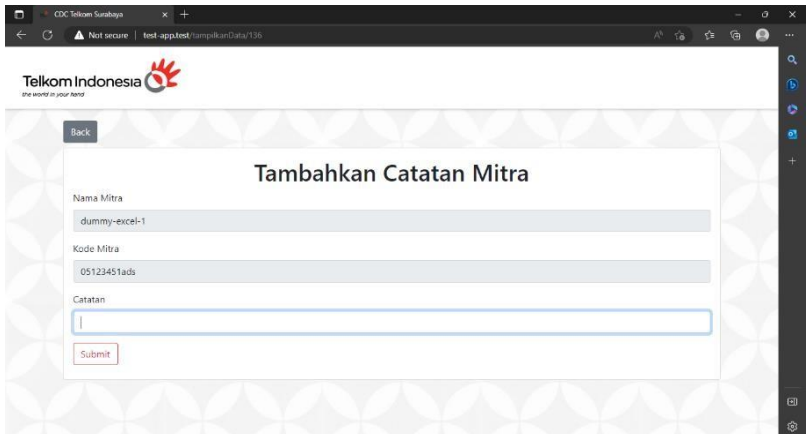 CDC Telkom Surabaya
Not secure | test-app.test/tampilkanData/136
Telkom Indonesia
the world in your hand
Back
Tambahkan Catatan Mitra
Nama Mitra
dummy-excel-1
Kode Mitra
05123451ads
Catatan
Submit